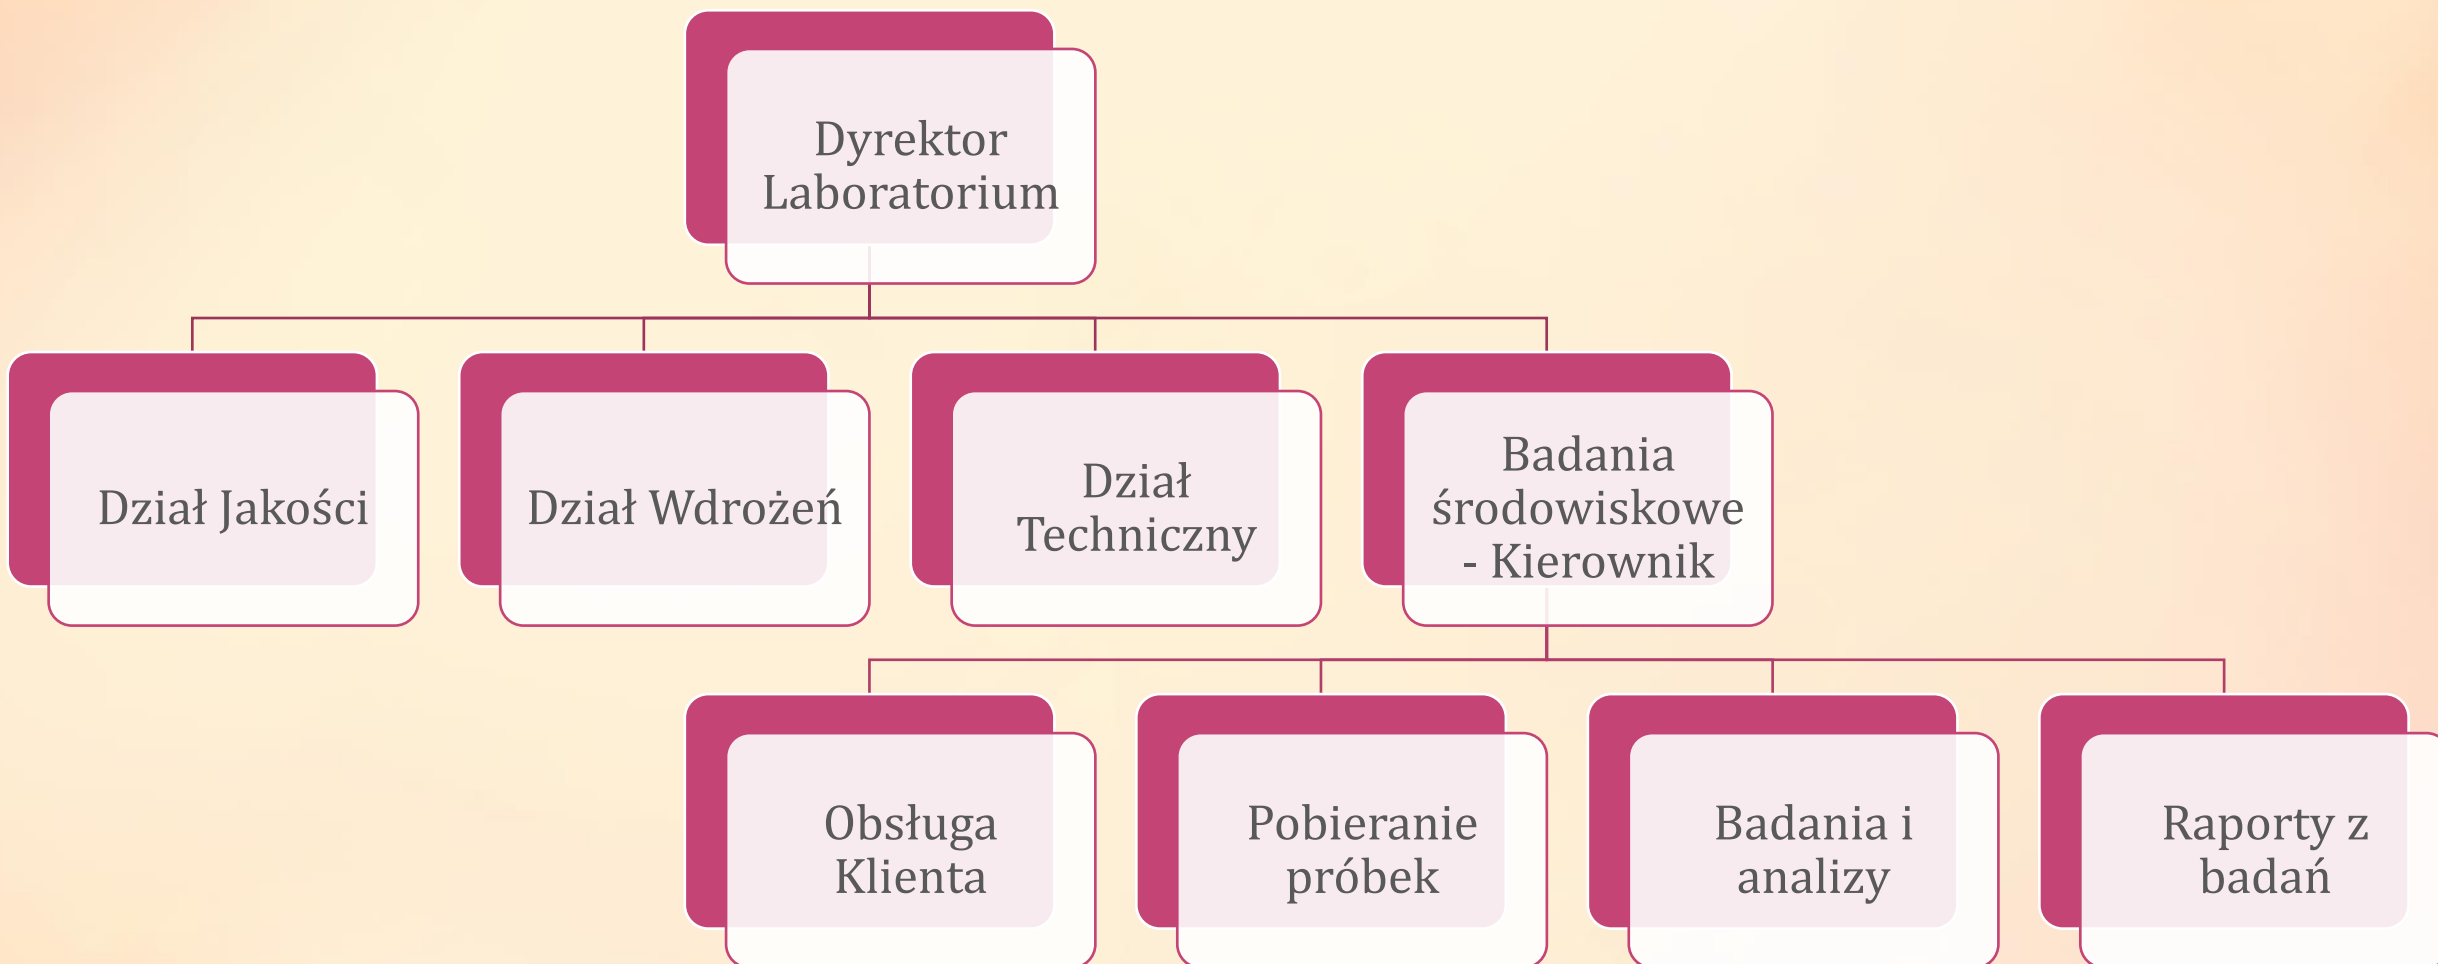 Dyrektor
Laboratorium
Dział Jakości
Dział Wdrożeń
Dział
Techniczny
Badania
środowiskowe
- Kierownik
Obsługa
Klienta
Pobieranie
próbek
Badania i
analizy
Raporty z
badań